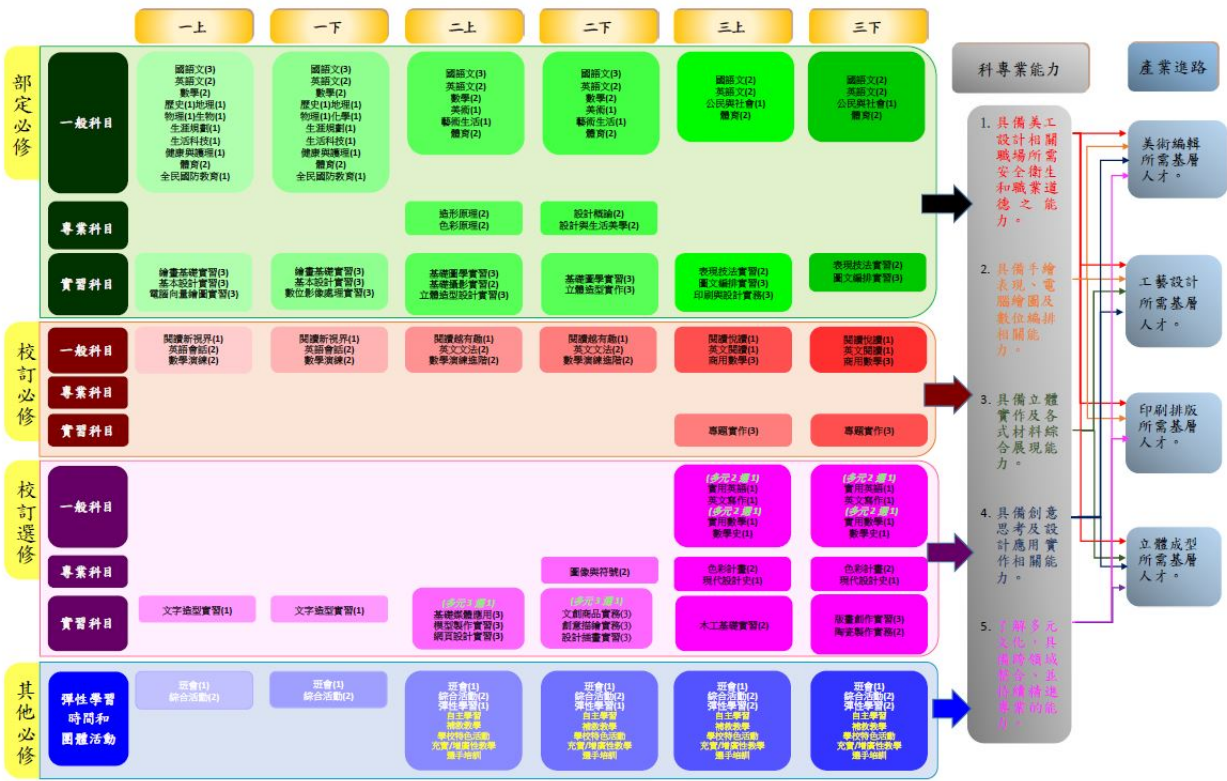 一上
一下
二上
二下
三上
三下
部定必修
一般科目
國語文(3)
英語文(2)
數學(2)
歷史(1)地理(1)
物理(1)生物(1)
生涯規劃(1)
生活科技(1)
健康與護理(1)
體育(2)
全民國防教育(1)
國語文(3)
英語文(2)
數學(2)
歷史(1)地理(1)
物理(1)化學(1)
生涯規劃(1)
生活科技(1)
健康與護理(1)
體育(2)
全民國防教育(1)
國語文(3)
英語文(2)
數學(2)
美術(1)
藝術生活(1)
體育(2)
國語文(3)
英語文(2)
數學(2)
美術(1)
藝術生活(1)
體育(2)
國語文(2)
英語文(2)
公民與社會(1)
體育(2)
國語文(2)
英語文(2)
公民與社會(1)
體育(2)
專業科目
造形原理(2)
色彩原理(2)
設計概論(2)
設計與生活美學(2)
實習科目
繪畫基礎實習(3)
基本設計實習(3)
電腦向量繪圖實習(3)
繪畫基礎實習(3)
基本設計實習(3)
數位影像處理實習(3)
基礎圖學實習(3)
基礎攝影實習(2)
立體造型設計實習(3)
基礎圖學實習(3)
立體造型實作(3)
表現技法實習(2)
圖文編排實習(3)
印刷與設計實務(3)
表現技法實習(2)
圖文編排實習(3)
校訂必修
一般科目
閱讀新視界(1)
英語會話(2)
數學演練(2)
閱讀新視界(1)
英語會話(2)
數學演練(2)
閱讀越有趣(1)
英文文法(2)
數學演練進階(2)
閱讀越有趣(1)
英文文法(2)
數學演練進階(2)
閱讀悅讀(1)
英文閱讀(1)
商用數學(3)
閱讀悅讀(1)
英文閱讀(1)
商用數學(3)
專業科目
實習科目
專題實作(3)
專題實作(3)
校訂選修
一般科目
(多元2選1)
實用英語(1)
英文寫作(1)
(多元2選1)
實用數學(1)
數學史(1)
(多元2選1)
實用英語(1)
英文寫作(1)
(多元2選1)
實用數學(1)
數學史(1)
專業科目
圖像與符號(2)
色彩計畫(2)
現代設計史(1)
色彩計畫(2)
現代設計史(1)
實習科目
文字造型實習(1)
文字造型實習(1)
(多元3選1)
基礎媒體應用(3)
模型製作實習(3)
網頁設計實習(3)
(多元3選1)
文創商品實務(3)
創意描繪實務(3)
設計插畫實習(3)
木工基礎實習(2)
版畫創作實習(3)
陶瓷製作實務(2)
其他必修
彈性學習
時間和
團體活動
班會(1)
綜合活動(2)
班會(1)
綜合活動(2)
班會(1)
綜合活動(2)
彈性學習(1)
自主學習
補救教學
學校特色活動
充實/增廣性教學
選手培訓
班會(1)
綜合活動(2)
彈性學習(1)
自主學習
補救教學
學校特色活動
充實/增廣性教學
選手培訓
班會(1)
綜合活動(2)
彈性學習(2)
自主學習
補救教學
學校特色活動
充實/增廣性教學
選手培訓
班會(1)
綜合活動(2)
彈性學習(2)
自主學習
補救教學
學校特色活動
充實/增廣性教學
選手培訓
科專業能力
1. 具備美工
設計相關
職場所需
安全衛生
和職業道
德之能
力。
2. 具備手繪
表現、電
腦繪圖及
數位編排
相關能
力。
3. 具備立體
實作及各
式材料綜
合展現能
力。
4. 具備創意
思考及設
計應用實
作相關能
力。
5. 了解多元
文化,具
備跨領域
整合,並
持續精進
專業的能
力。
產業進路
美術編輯
所需基層
人才。
工藝設計
所需基層
人才。
印刷排版
所需基層
人才。
立體成型
所需基層
人才。